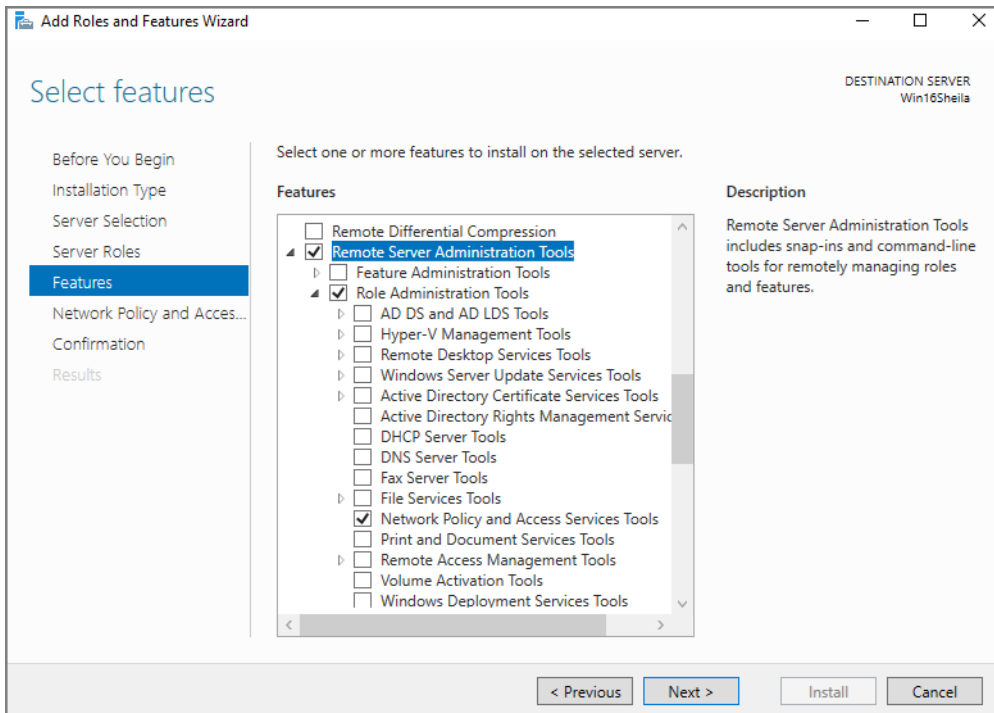 Add Roles and Features Wizard
Select features
DESTINATION SERVER
Win16Sheila
Before You Begin
Installation Type
Server Selection
Server Roles
Features
Network Policy and Acces...
Confirmation
Results
Select one or more features to install on the selected server.
Features
Remote Differential Compression
Remote Server Administration Tools
Feature Administration Tools
Role Administration Tools
AD DS and AD LDS Tools
Hyper-V Management Tools
Remote Desktop Services Tools
Windows Server Update Services Tools
Active Directory Certificate Services Tools
Active Directory Rights Management Servic
DHCP Server Tools
DNS Server Tools
Fax Server Tools
File Services Tools
Network Policy and Access Services Tools
Print and Document Services Tools
Remote Access Management Tools
Volume Activation Tools
Windows Deployment Services Tools
Description
Remote Server Administration Tools
includes snap-ins and command-line
tools for remotely managing roles
and features.
< Previous
Next >
Install
Cancel